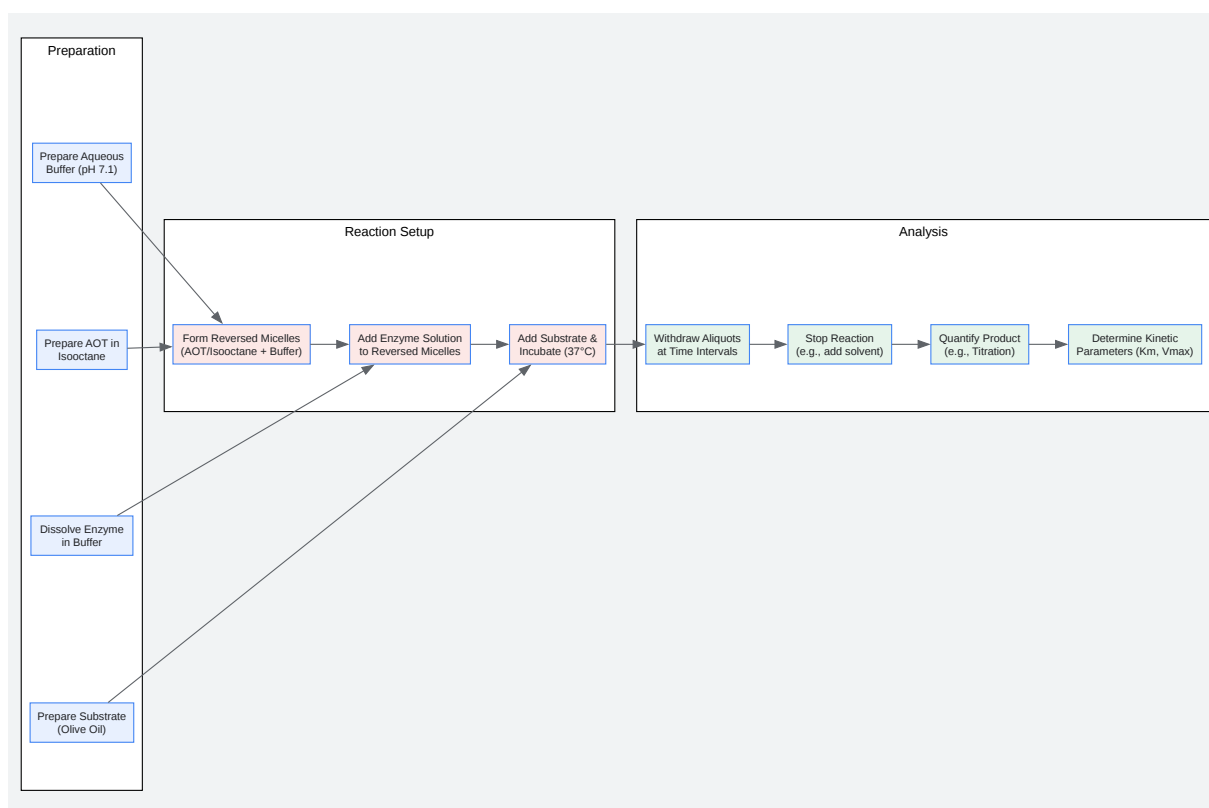 Preparation
Prepare Aqueous
Buffer (pH 7.1)
Prepare AOT in
Isooctane
Dissolve Enzyme
in Buffer
Prepare Substrate
(Olive Oil)
Reaction Setup
Form Reversed Micelles
(AOT/Isooctane + Buffer)
Add Enzyme Solution
to Reversed Micelles
Add Substrate &
Incubate (37°C)
Analysis
Withdraw Aliquots
at Time Intervals
Stop Reaction
(e.g., add solvent)
Quantify Product
(e.g., Titration)
Determine Kinetic
Parameters (Km, Vmax)